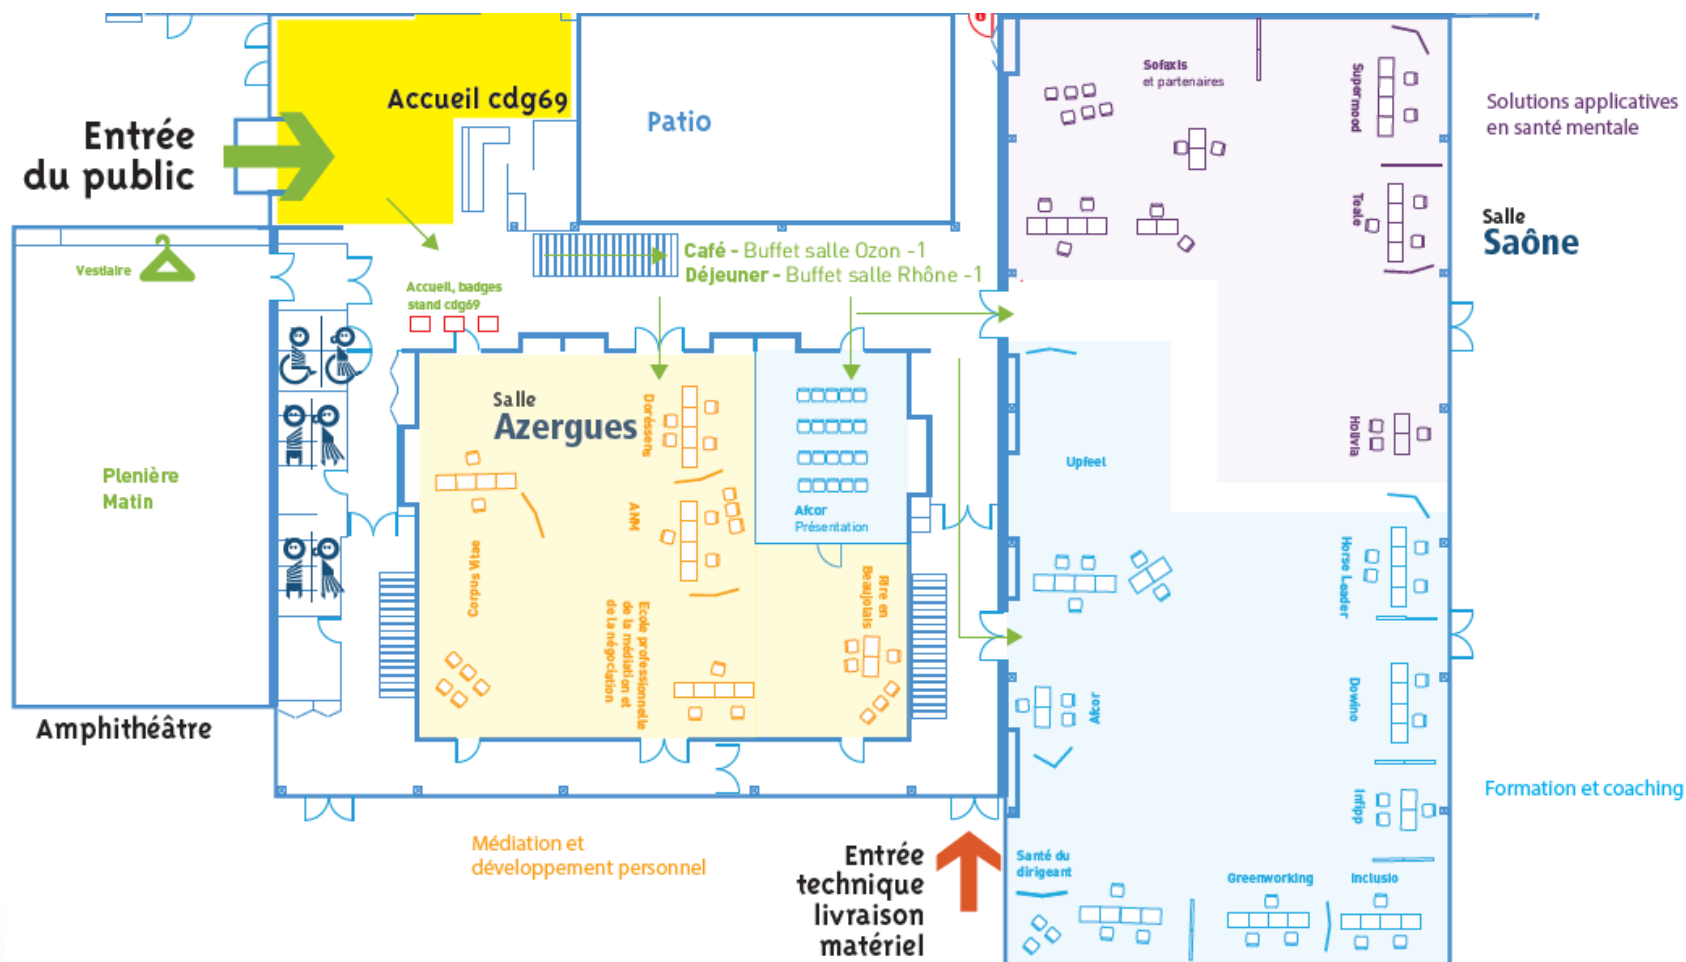 Entrée
du public
Accueil cdg69
Patio
Sofaxis
et partenaires
Supermood
Solutions applicatives
en santé mentale
Teale
Salle
Saône
Vestiaire
Café - Buffet salle Ozon -1
Déjeuner - Buffet salle Rhône -1
Accueil, badges
stand cdg69
Salle
Azergues
Doréssens
Holivia
Upfeel
Plenière
Matin
ANM
Afcor
Présentation
Corpus Vitae
Rire en
Beaujolais
Horse Leader
Ecole professionnelle
de la médiation et
de la négociation
Afcor
Dowino
Amphithéâtre
Infipp
Formation et coaching
Médiation et
développement personnel
Entrée
technique
livraison
matériel
Santé du
dirigeant
Greenworking
Inclusio